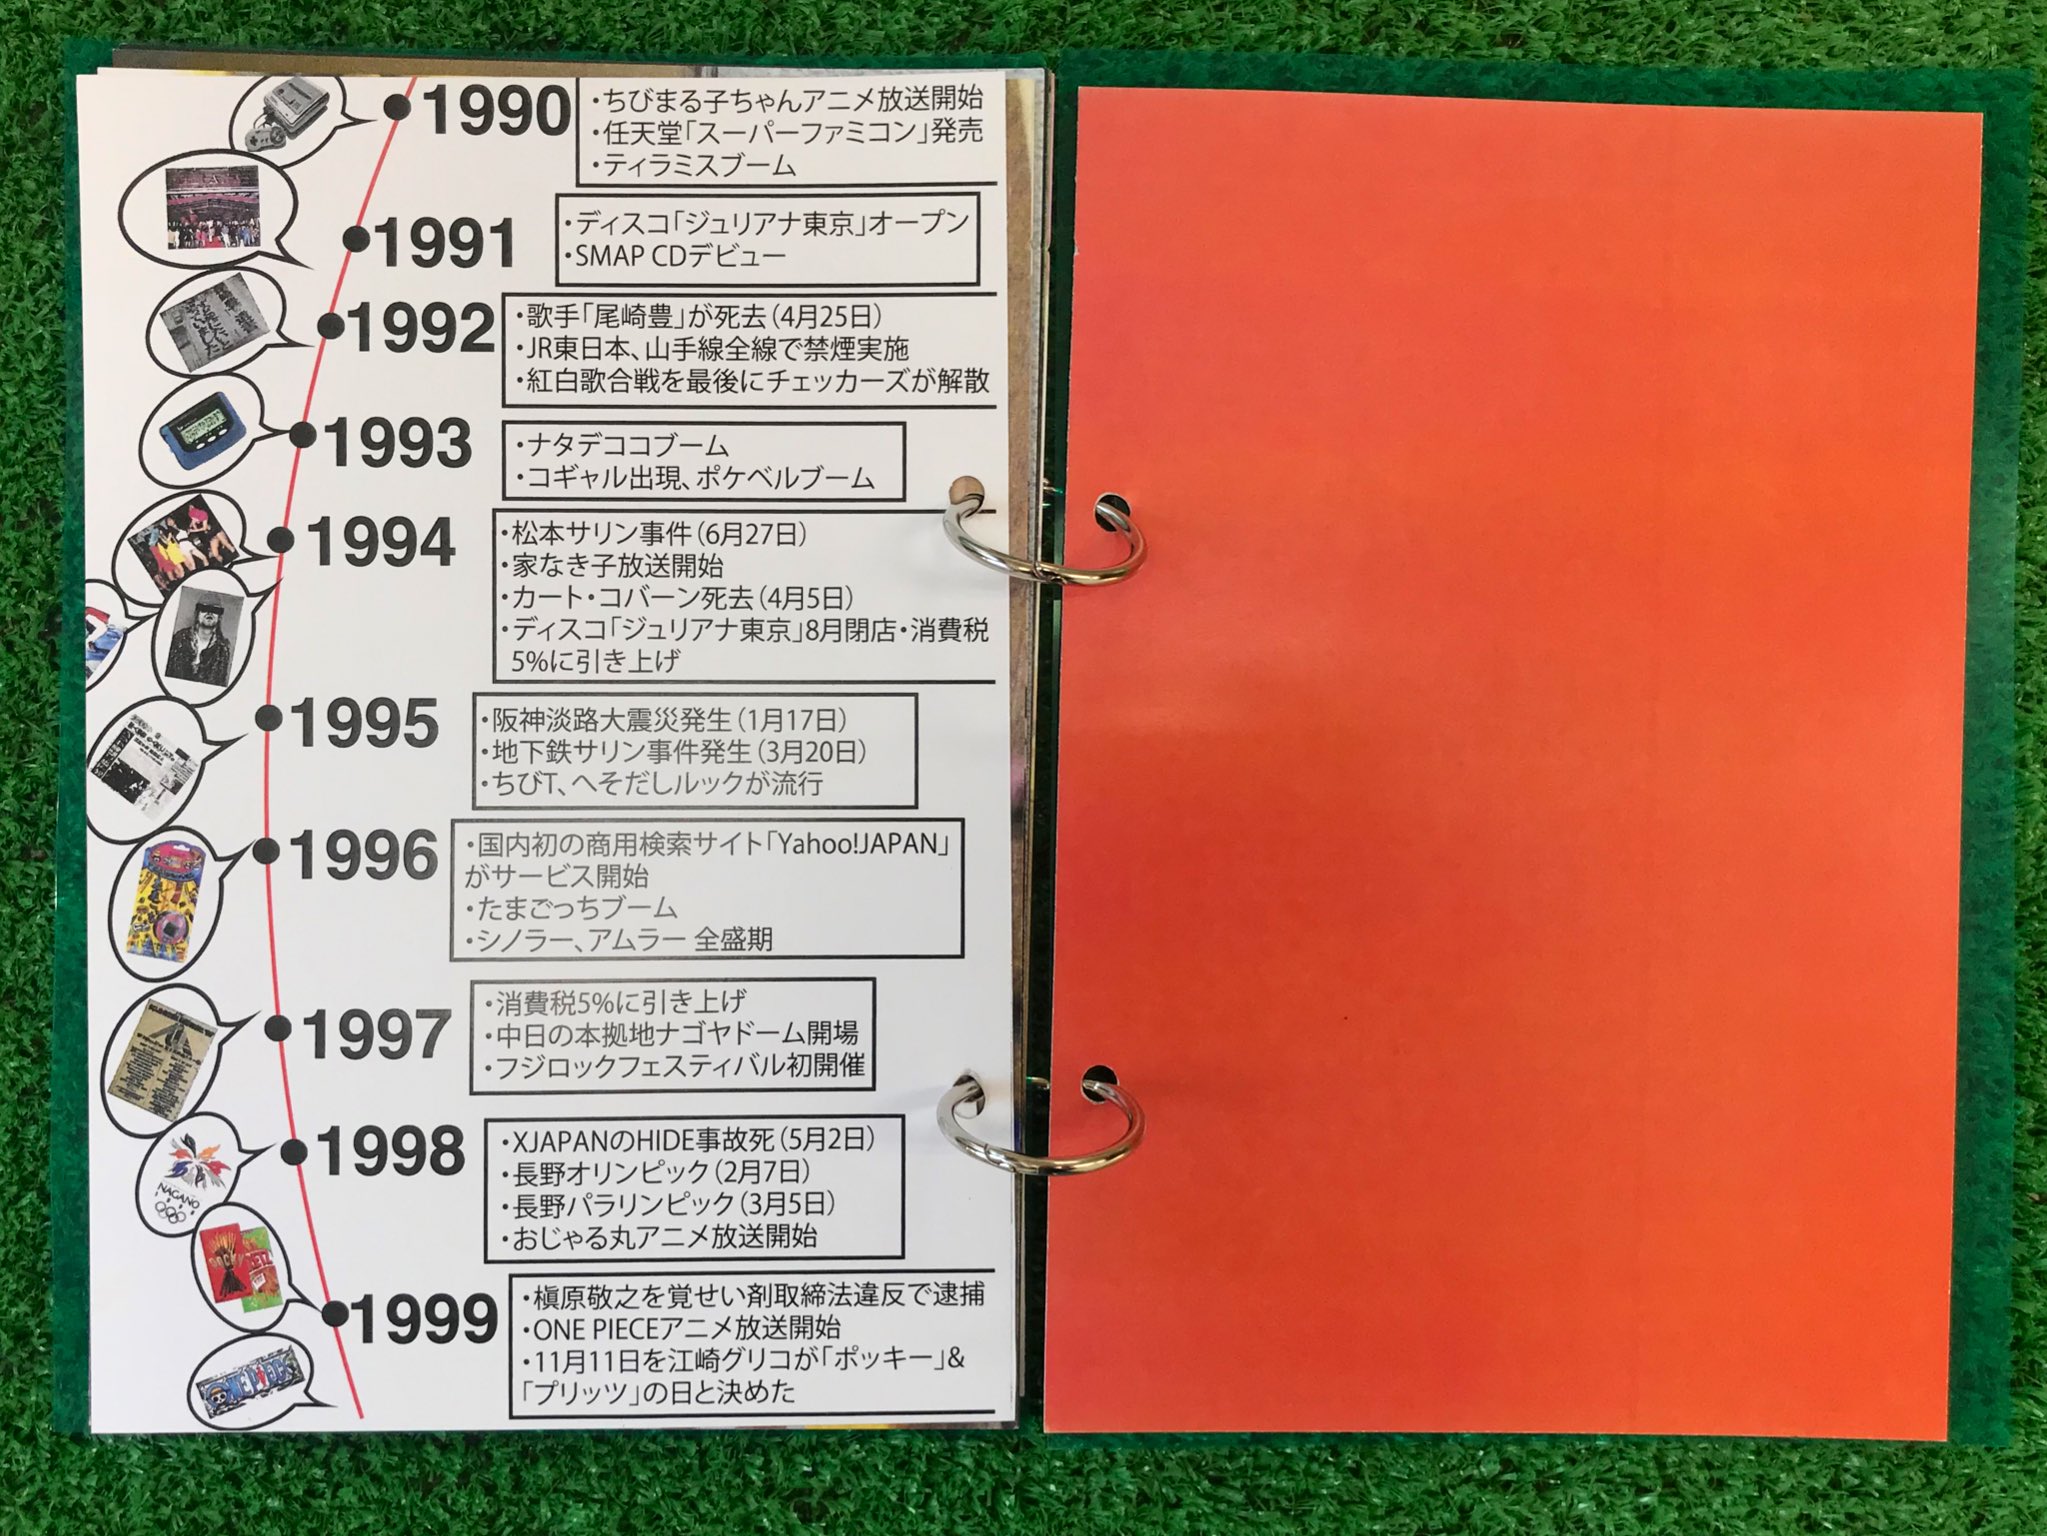 1990
・ちびまる子ちゃんアニメ放送開始
・任天堂「スーパーファミコン」発売
・ティラミスブーム
1991
・ディスコ「ジュリアナ東京」オープン
・SMAP CDデビュー
1992
・歌手「尾崎豊」が死去（4月25日）
・JR東日本、山手線全線で禁煙実施
・紅白歌合戦を最後にチェッカーズが解散
1993
・ナタデココブーム
・コギャル出現、ポケベルブーム
1994
・松本サリン事件（6月27日）
・家なき子放送開始
・カート・コバーン死去（4月5日）
・ディスコ「ジュリアナ東京」8月閉店・消費税
5%に引き上げ
1995
・阪神淡路大震災発生（1月17日）
・地下鉄サリン事件発生（3月20日）
・ちびT、へそだしルックが流行
1996
・国内初の商用検索サイト「Yahoo!JAPAN」
がサービス開始
・たまごっちブーム
・シノラー、アムラー 全盛期
1997
・消費税5%に引き上げ
・中日の本拠地ナゴヤドーム開場
・フジロックフェスティバル初開催
1998
・XJAPANのHIDE事故死（5月2日）
・長野オリンピック（2月7日）
・長野パラリンピック（3月5日）
・おじゃる丸アニメ放送開始
NAGANO
1999
・槇原敬之を覚せい剤取締法違反で逮捕
・ONE PIECEアニメ放送開始
・11月11日を江崎グリコが「ポッキー」&
「プリッツ」の日と決めた
POCKY
ONE PIECE